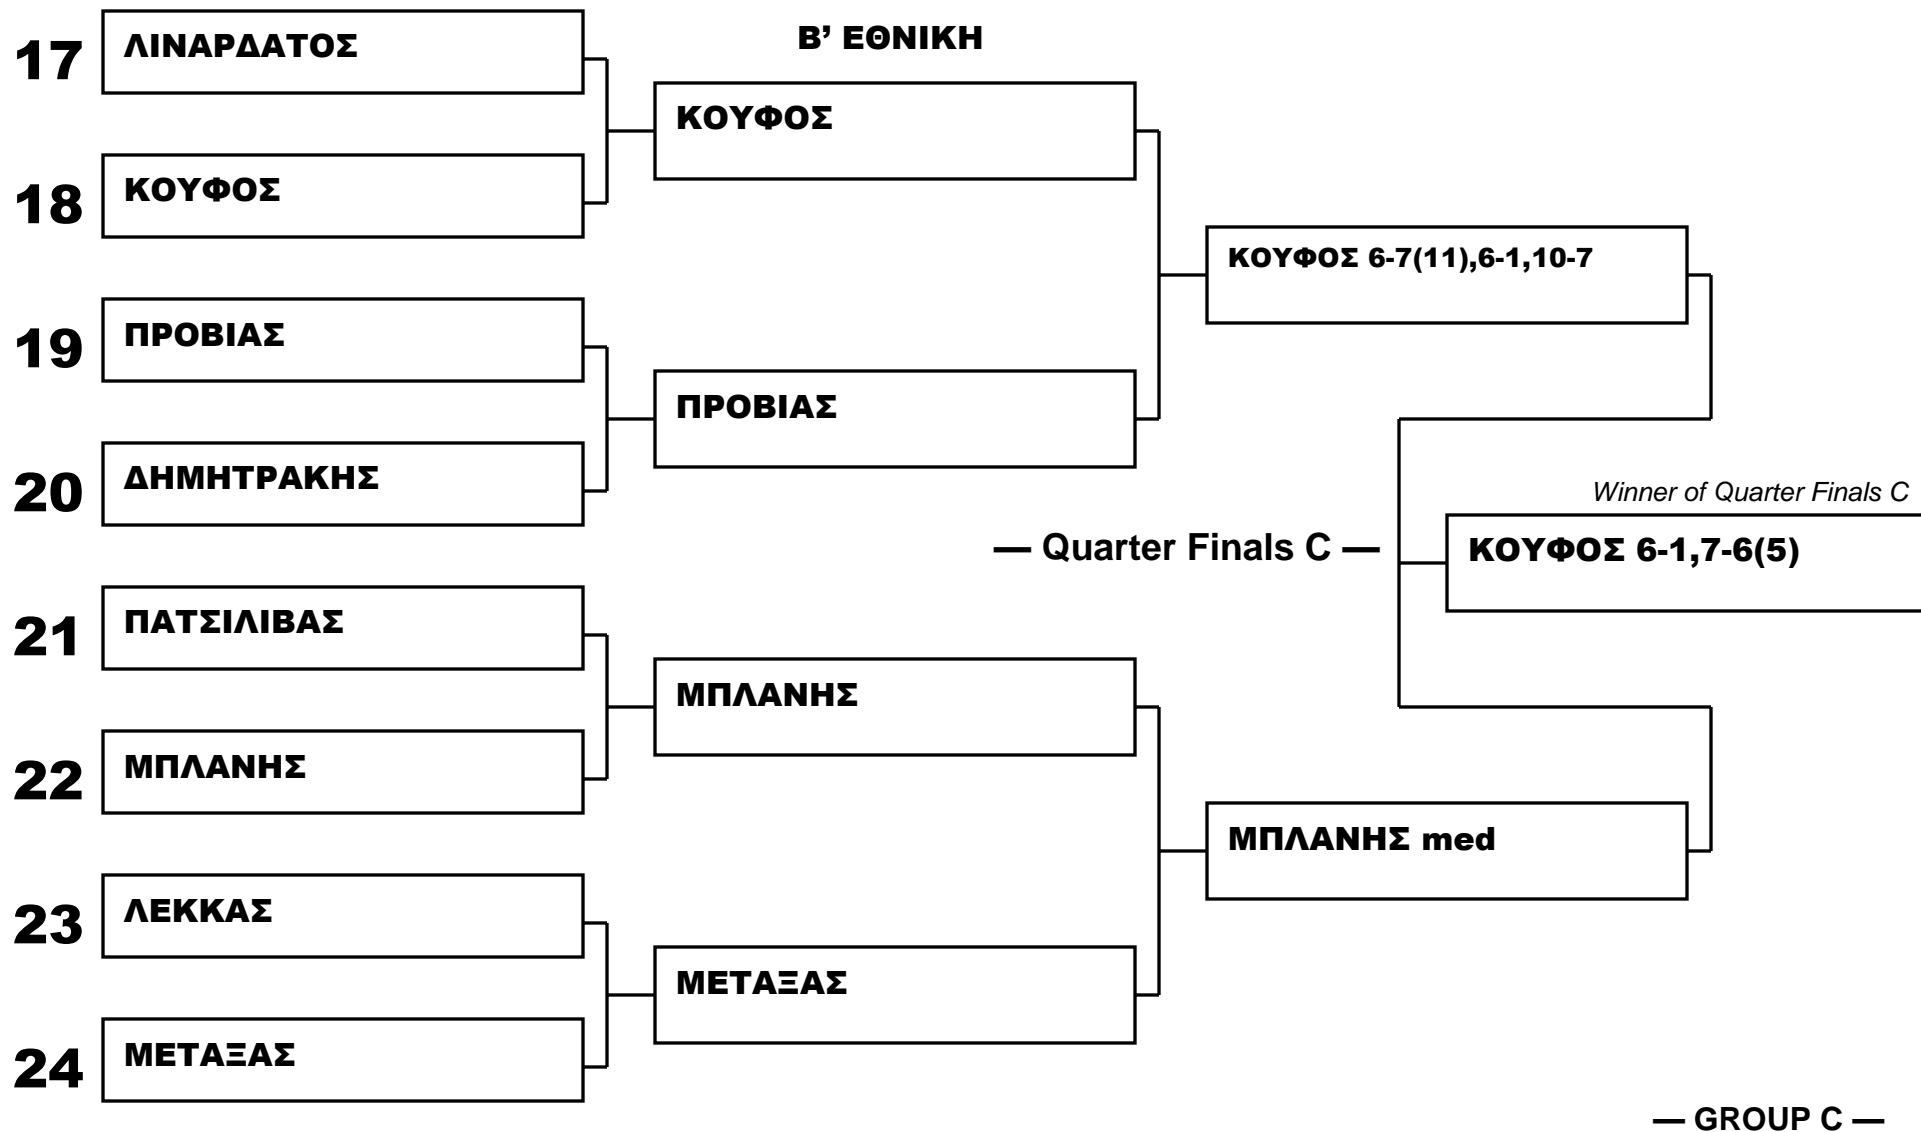 17
ΛΙΝΑΡΔΑΤΟΣ
Β’ ΕΘΝΙΚΗ
ΚΟΥΦΟΣ
18
ΚΟΥΦΟΣ
ΚΟΥΦΟΣ 6-7(11),6-1,10-7
19
ΠΡΟΒΙΑΣ
ΠΡΟΒΙΑΣ
20
ΔΗΜΗΤΡΑΚΗΣ
Winner of Quarter Finals C
— Quarter Finals C —
ΚΟΥΦΟΣ 6-1,7-6(5)
21
ΠΑΤΣΙΛΙΒΑΣ
ΜΠΛΑΝΗΣ
22
ΜΠΛΑΝΗΣ
ΜΠΛΑΝΗΣ med
23
ΛΕΚΚΑΣ
ΜΕΤΑΞΑΣ
24
ΜΕΤΑΞΑΣ
— GROUP C —